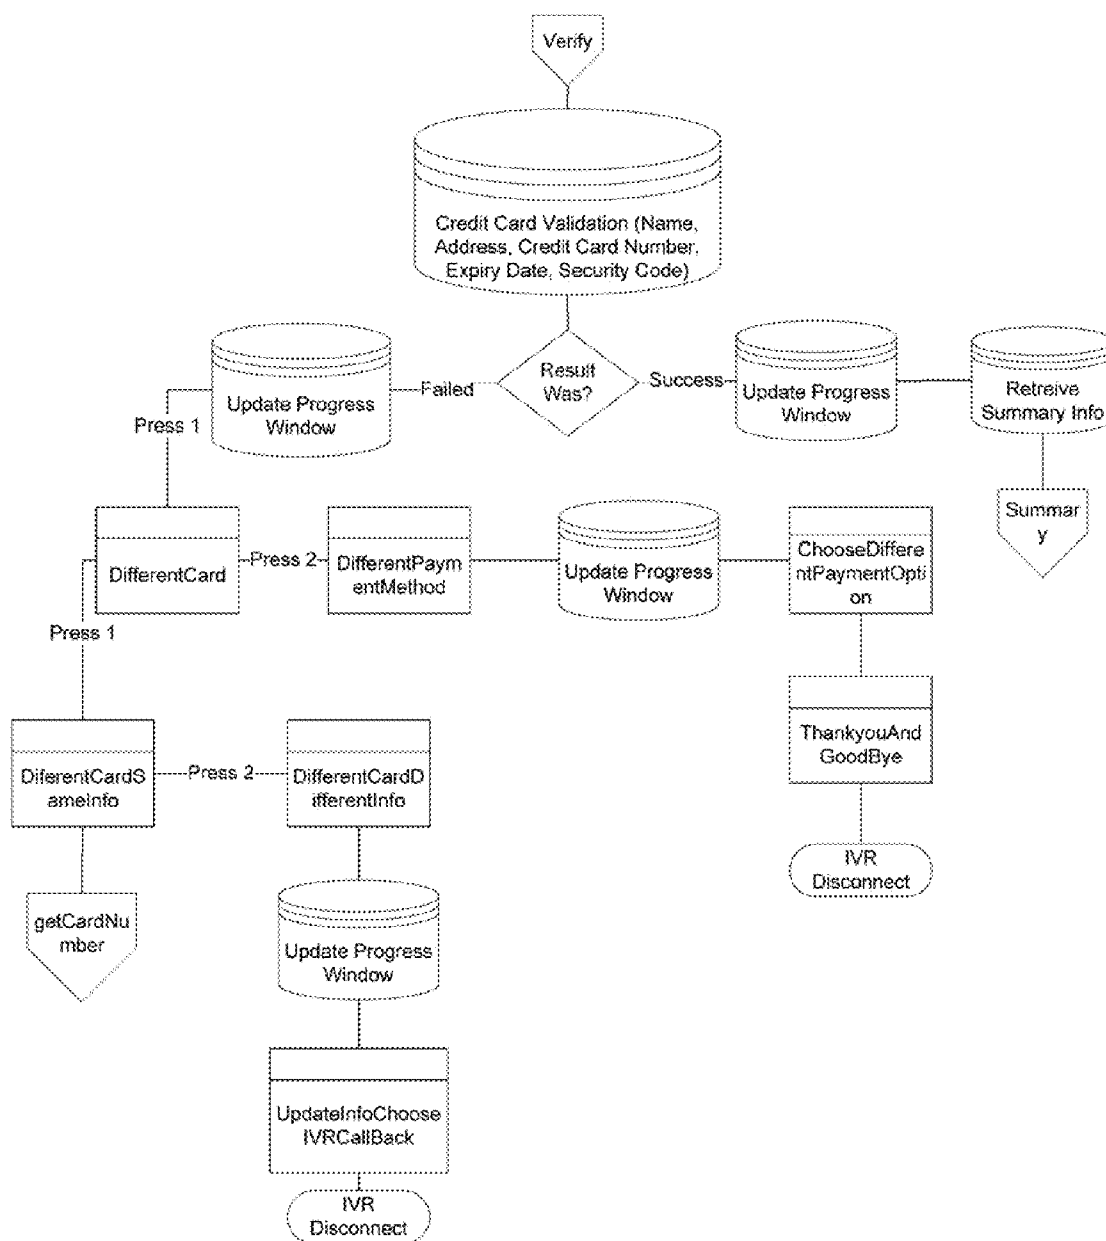 Verify
Credit Card Validation (Name,
Address, Credit Card Number,
Expiry Date, Security Code)
Result
Was?
Failed
Success
Update Progress
Window
Update Progress
Window
Retreive
Summary Info
Press 1
Summar
y
DifferentCard
Press 2
DifferentPaym
entMethod
Update Progress
Window
ChooseDiffere
ntPaymentOpti
on
Press 1
ThankyouAnd
GoodBye
DiferentCardS
ameInfo
Press 2
DifferentCardD
ifferentInfo
IVR
Disconnect
getCardNu
mber
Update Progress
Window
UpdateInfoChoose
IVRCallBack
IVR
Disconnect